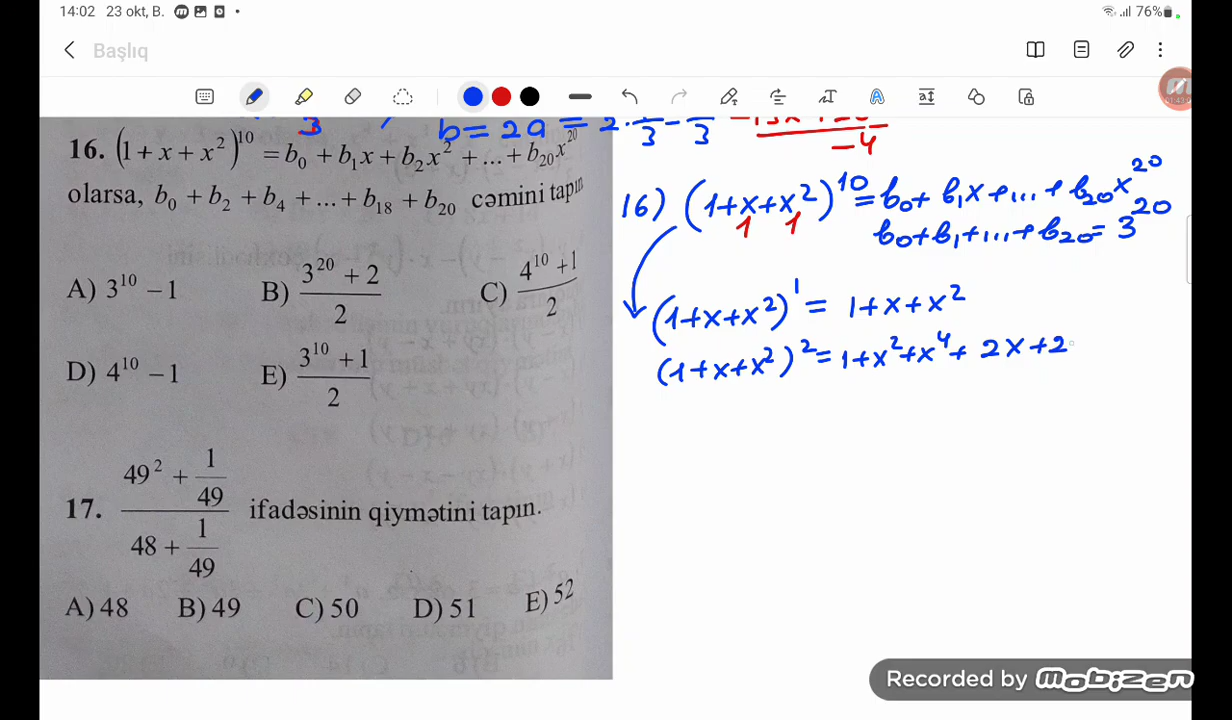 14:02 23 okt, B. 76%
Başlıq
b = 2a = 2 ·
3
3 3
-4
16. (1 + x + x²)¹⁰ = b₀ + b₁x + b₂x² + ... + b₂₀x²⁰
olarsa, b₀ + b₂ + b₄ + ... + b₁₈ + b₂₀ cəmini tapın
A) 3¹⁰ − 1 B) (3²⁰ + 2)/2 C) (4¹⁰ + 1)/2
D) 4¹⁰ − 1 E) (3¹⁰ + 1)/2
17. (49² + 1/49)/(48 + 1/49) ifadəsinin qiymətini tapın.
A) 48 B) 49 C) 50 D) 51 E) 52
16) (1+x+x²)¹⁰ = b₀ + b₁x + ... + b₂₀x²⁰
1 1
b₀+b₁+...+b₂₀ = 3²⁰
(1+x+x²)¹ = 1+x+x²
(1+x+x²)² = 1+x²+x⁴+ 2x+2
Recorded by mobizen